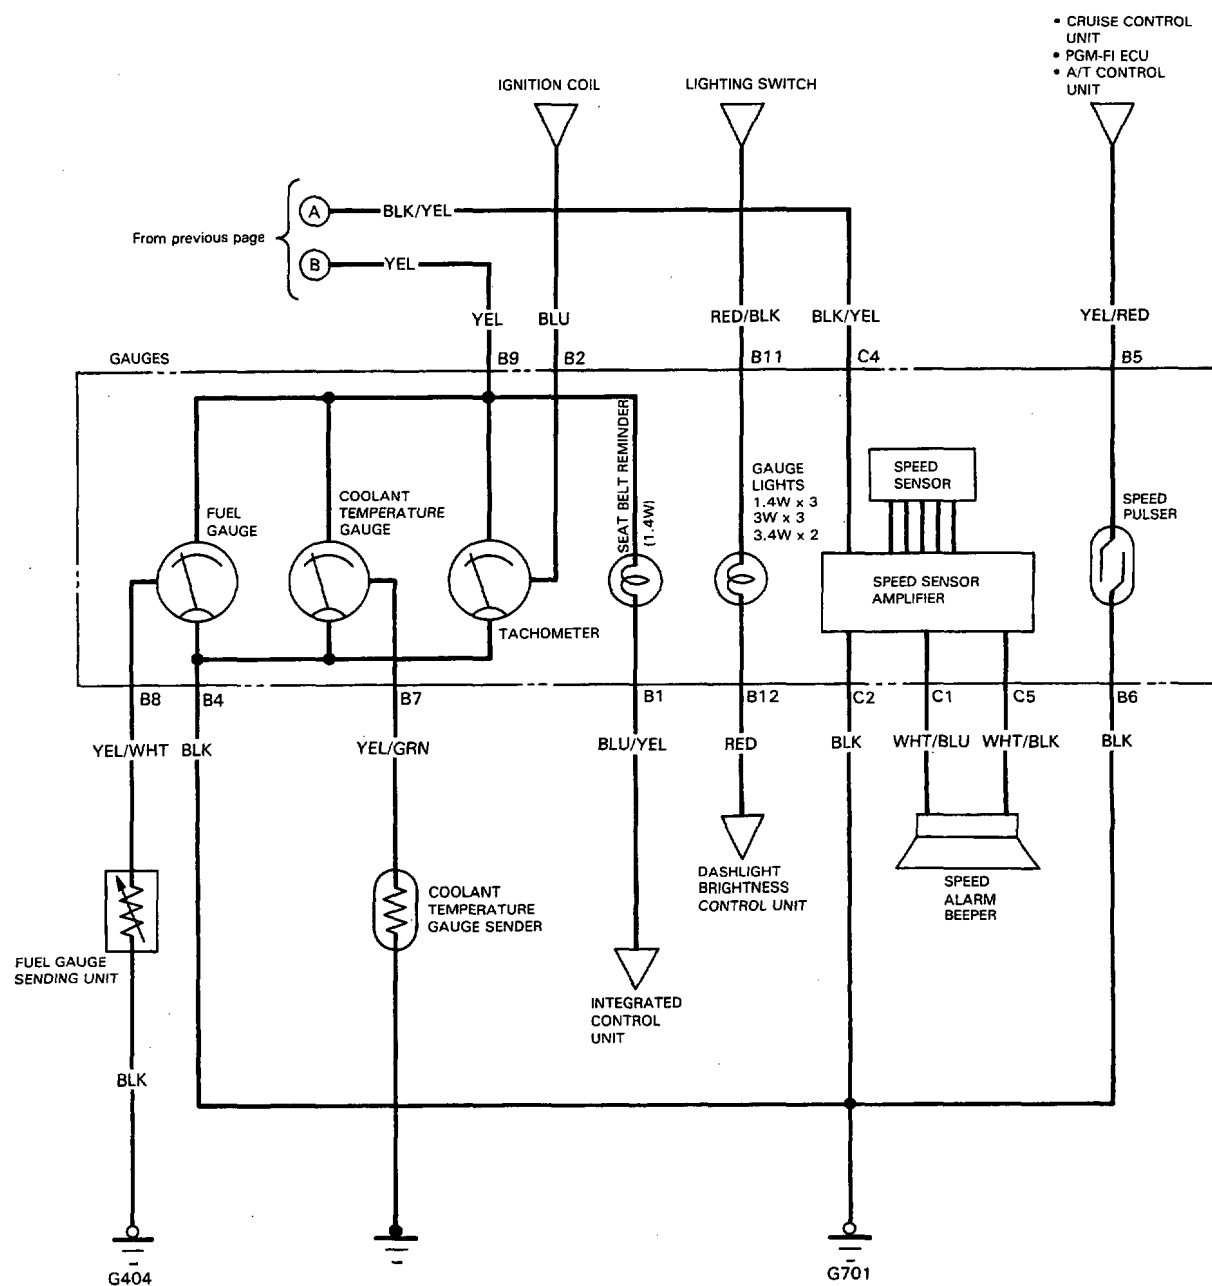 • CRUISE CONTROL
UNIT
• PGM-FI ECU
• A/T CONTROL
UNIT
IGNITION COIL
LIGHTING SWITCH
A
BLK/YEL
From previous page
B
YEL
YEL
BLU
RED/BLK
BLK/YEL
YEL/RED
GAUGES
B9
B2
B11
C4
B5
SEAT BELT REMINDER
(1.4W)
GAUGE
LIGHTS
1.4W x 3
3W x 3
3.4W x 2
SPEED
SENSOR
COOLANT
TEMPERATURE
GAUGE
FUEL
GAUGE
SPEED
PULSER
SPEED SENSOR
AMPLIFIER
TACHOMETER
B8
B4
B7
B1
B12
C2
C1
C5
B6
YEL/WHT
BLK
YEL/GRN
BLU/YEL
RED
BLK
WHT/BLU
WHT/BLK
BLK
DASHLIGHT
BRIGHTNESS
CONTROL UNIT
SPEED
ALARM
BEEPER
COOLANT
TEMPERATURE
GAUGE SENDER
FUEL GAUGE
SENDING UNIT
INTEGRATED
CONTROL
UNIT
BLK
G404
G701